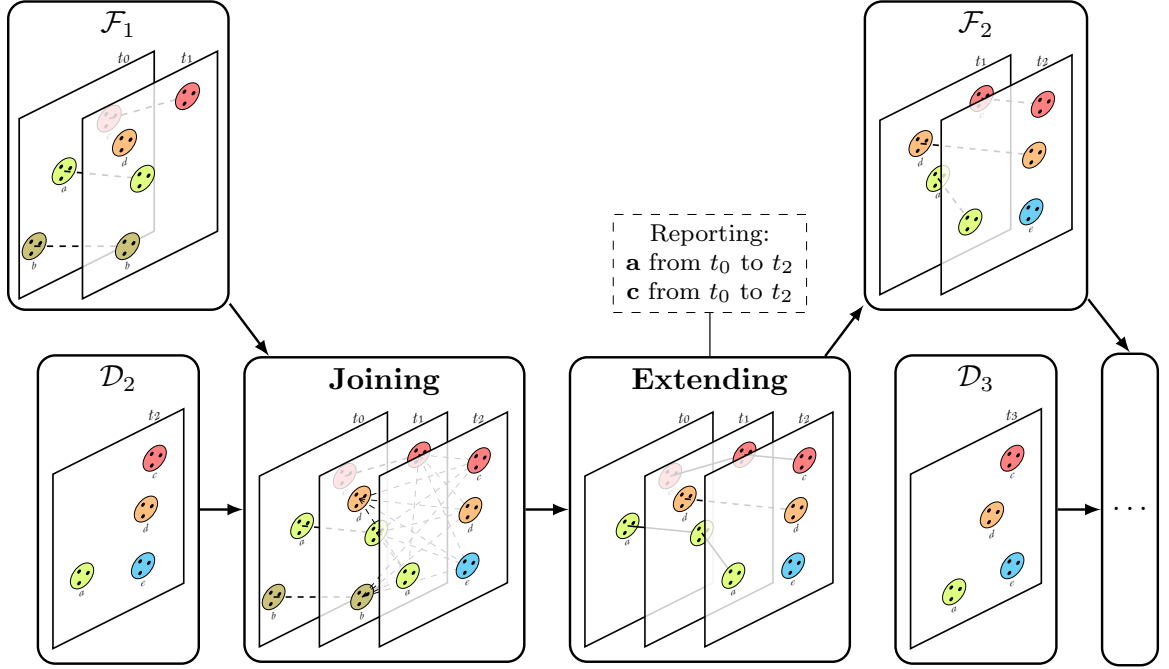 𝓕₁
t₀ t₁
c
d
a
b b
𝓕₂
t₁ t₂
c
d
a
e
Reporting:
a from t₀ to t₂
c from t₀ to t₂
𝓓₂
t₂
c
d
e
a
Joining
t₀ t₁ t₂
c c
d d
a
e
a
b b
Extending
t₀ t₁ t₂
c c
d d
a
e
a
𝓓₃
t₃
c
d
e
a
...